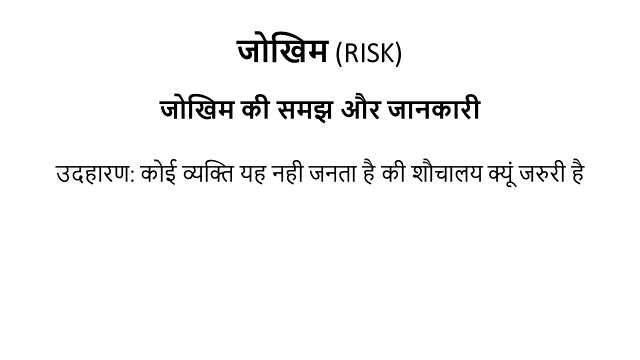 जोखिम (RISK)
जोखिम की समझ और जानकारी
उदहारण: कोई व्यक्ति यह नही जनता है की शौचालय क्यूं जरुरी है